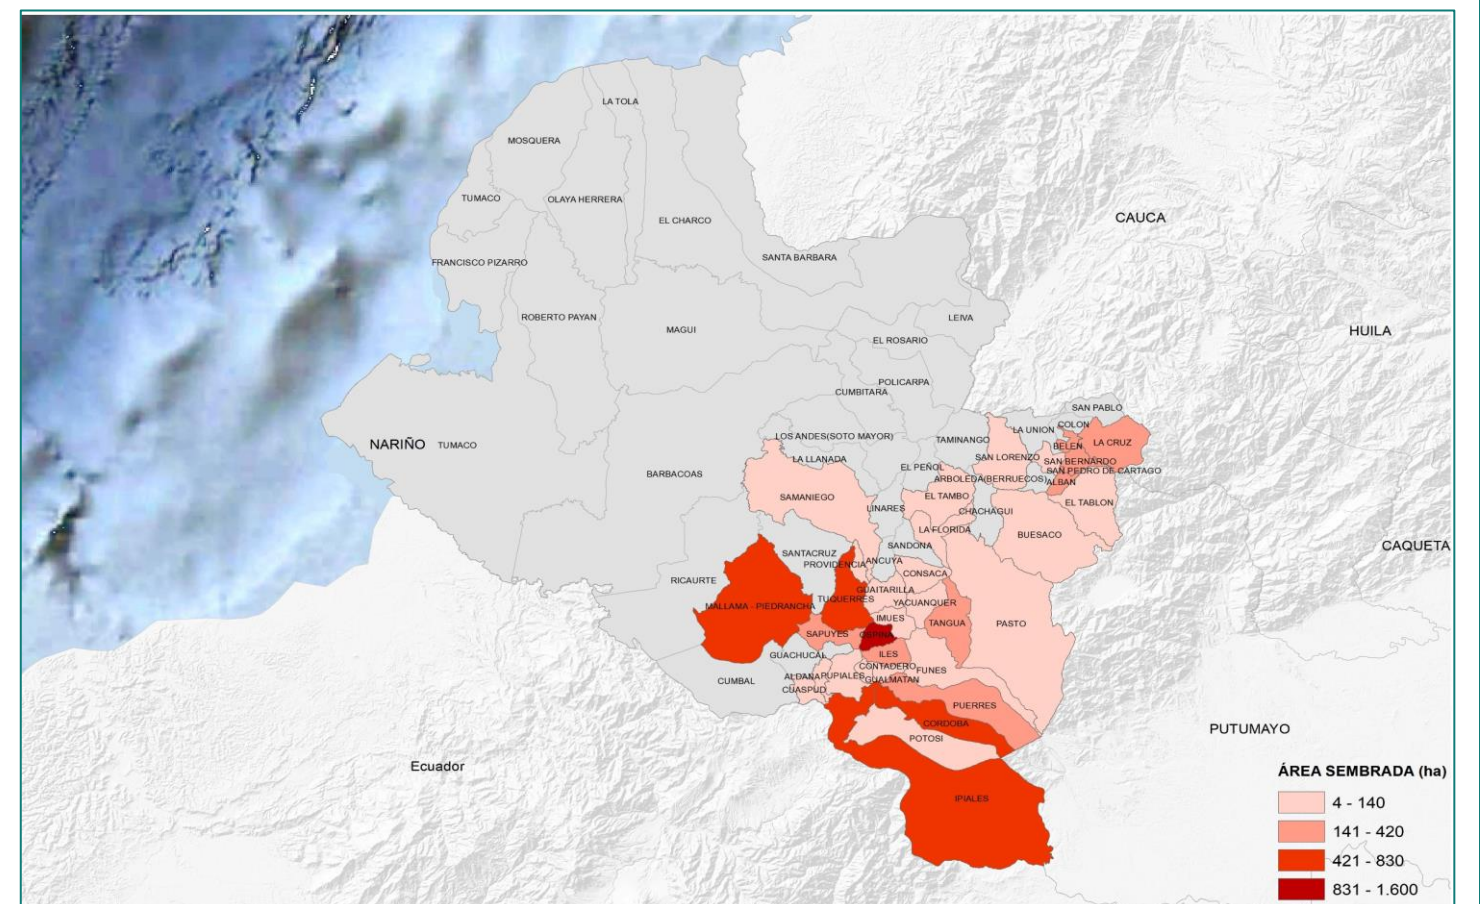 LA TOLA
MOSQUERA
TUMACO
OLAYA HERRERA
EL CHARCO
CAUCA
SANTA BARBARA
FRANCISCO PIZARRO
ROBERTO PAYAN
MAGUI
LEIVA
HUILA
EL ROSARIO
POLICARPA
CUMBITARA
SAN PABLO
COLON
LA UNION
NARIÑO
TUMACO
LOS ANDES(SOTO MAYOR)
TAMINANGO
BELEN
LA CRUZ
LA LLANADA
SAN LORENZO
SAN BERNARDO
BARBACOAS
EL PEÑOL
SAN PEDRO DE CARTAGO
ARBOLEDA(BERRUECOS)
ALBAN
SAMANIEGO
EL TAMBO
EL TABLON
LINARES
CHACHAGUI
LA FLORIDA
BUESACO
CAQUETA
SANDONA
SANTACRUZ
PROVIDENCIA
ANCUYA
CONSACA
RICAURTE
GUAITARILLA
TUQUERRES
YACUANQUER
MALLAMA - PIEDRANCHA
IMUES
TANGUA
PASTO
SAPUYES
OSPINA
GUACHUCAL
ILES
CONTADERO
FUNES
CUMBAL
ALDANA
PUPIALES
GUALMATAN
CUASPUD
PUERRES
CORDOBA
PUTUMAYO
POTOSI
Ecuador
IPIALES
ÁREA SEMBRADA (ha)
4 - 140
141 - 420
421 - 830
831 - 1.600